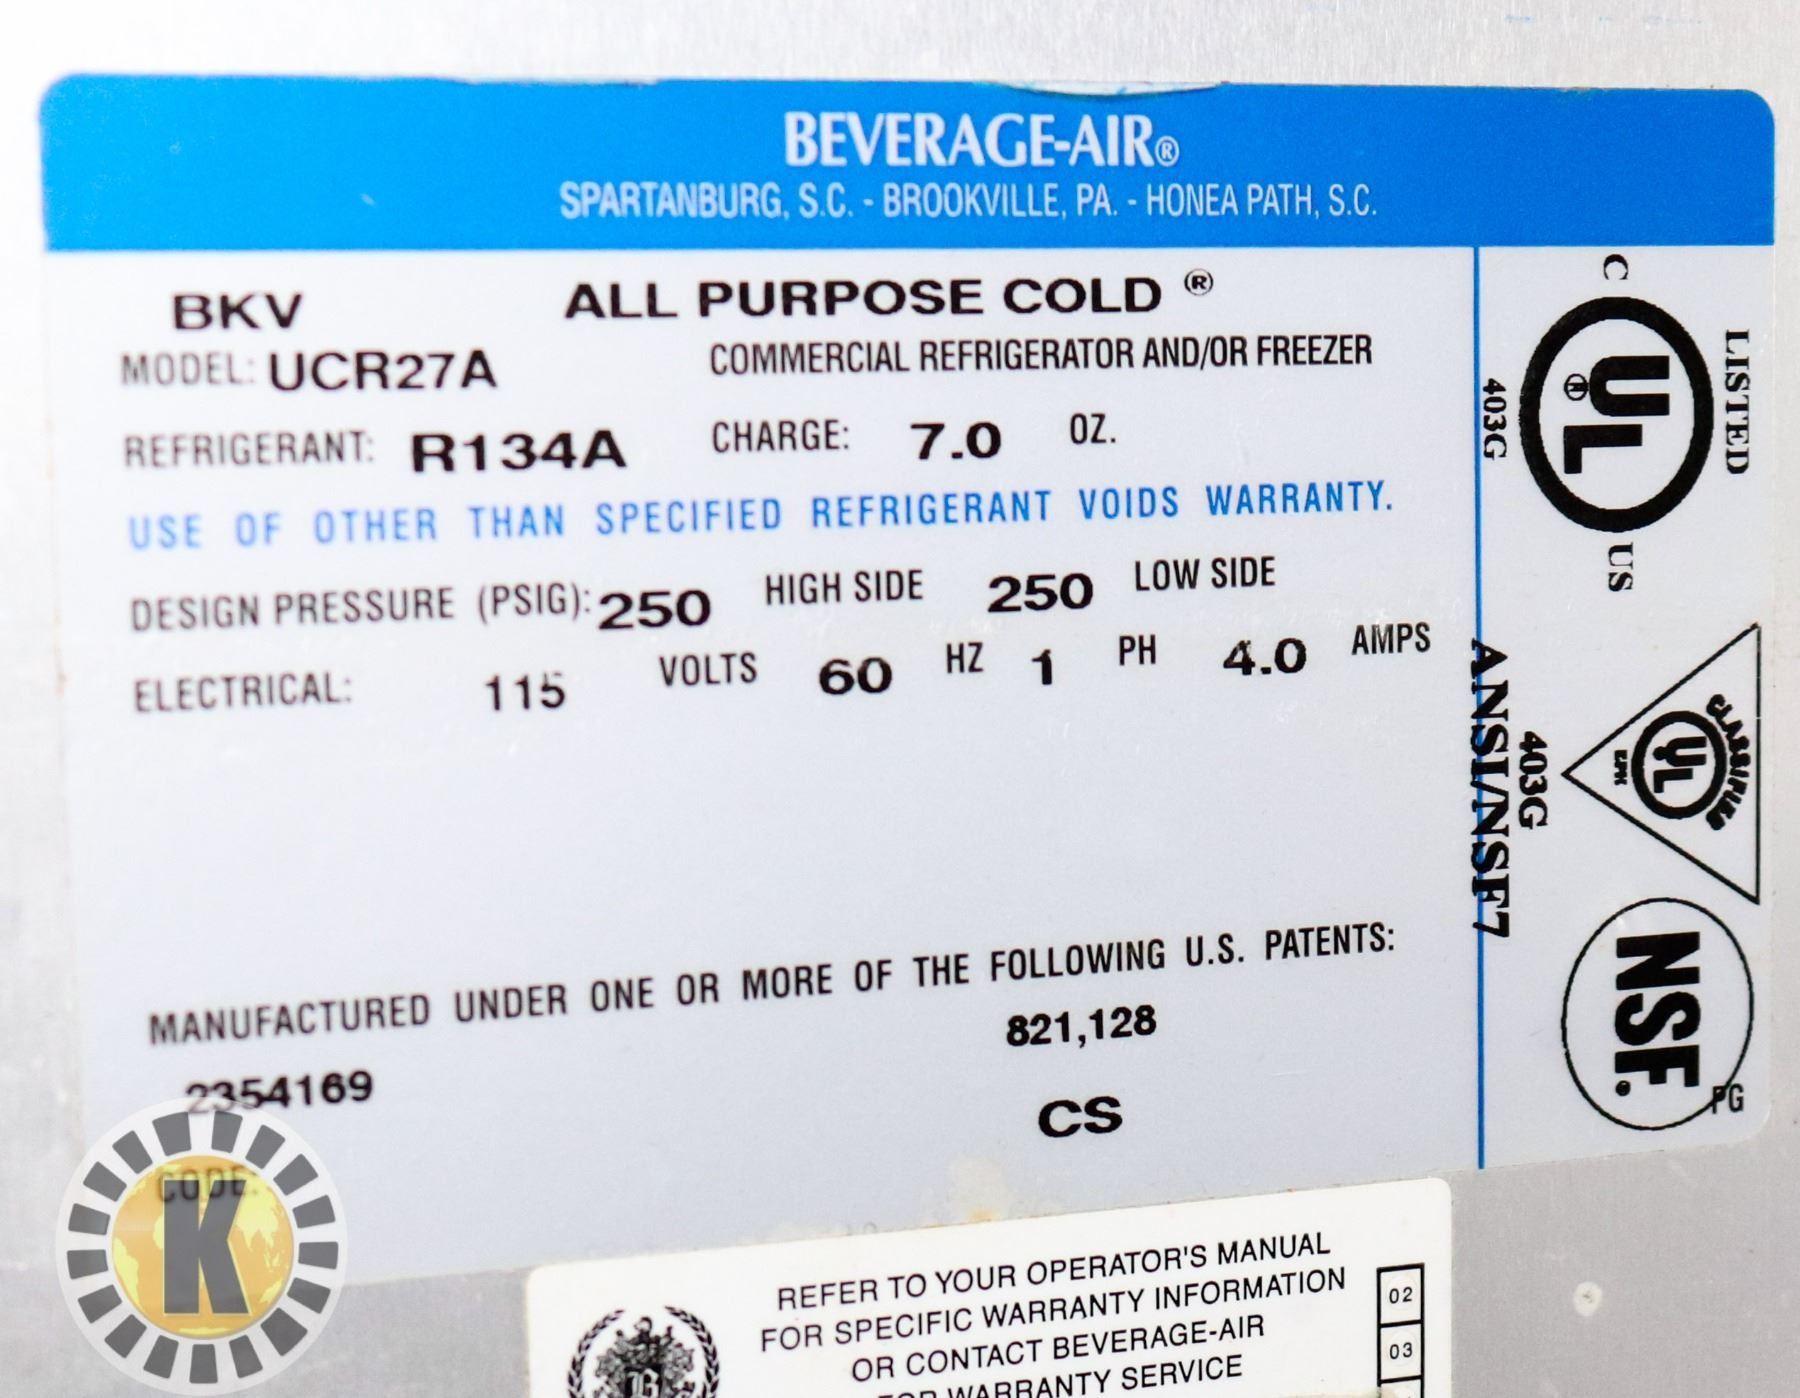 BEVERAGE-AIR®
SPARTANBURG, S.C. - BROOKVILLE, PA. - HONEA PATH, S.C.
BKV ALL PURPOSE COLD ®
MODEL: UCR27A COMMERCIAL REFRIGERATOR AND/OR FREEZER
REFRIGERANT: R134A CHARGE: 7.0 OZ.
USE OF OTHER THAN SPECIFIED REFRIGERANT VOIDS WARRANTY.
DESIGN PRESSURE (PSIG): 250 HIGH SIDE 250 LOW SIDE
ELECTRICAL: 115 VOLTS 60 HZ 1 PH 4.0 AMPS
MANUFACTURED UNDER ONE OR MORE OF THE FOLLOWING U.S. PATENTS:
821,128
2354169
CS
CODE:
K
C UL® US
LISTED
403G
CLASSIFIED
UL
EPH
403G
ANSI/NSF7
NSF.
PG
REFER TO YOUR OPERATOR'S MANUAL
FOR SPECIFIC WARRANTY INFORMATION
OR CONTACT BEVERAGE-AIR
FOR WARRANTY SERVICE
B
02
03